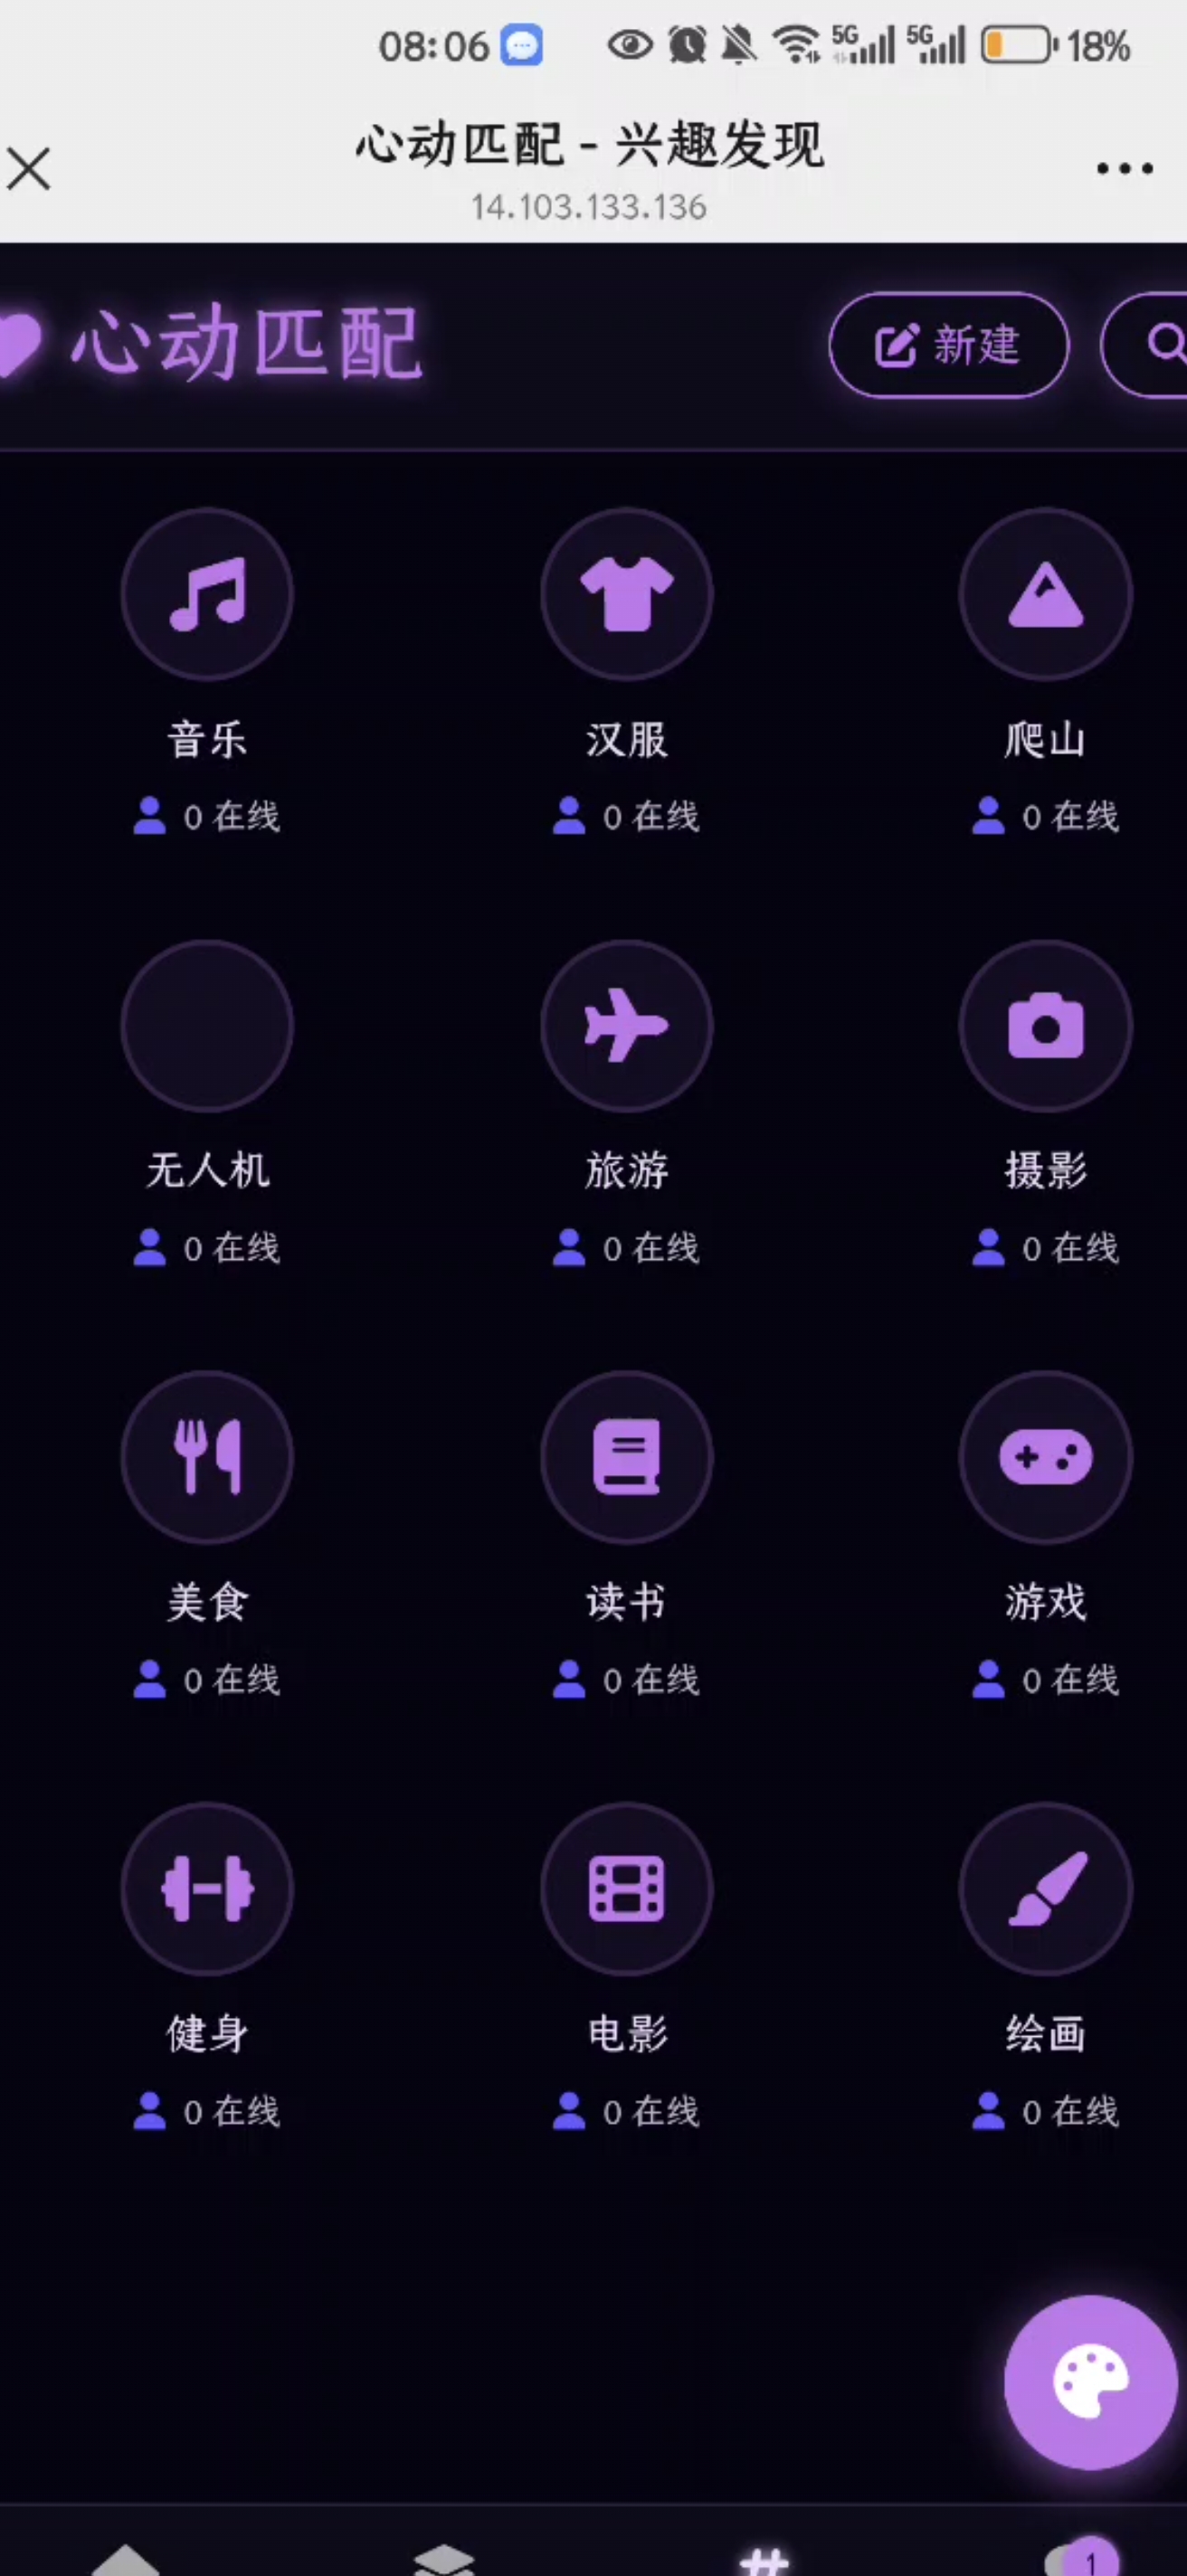 08:06 5G 5G 18%
心动匹配 - 兴趣发现
14.103.133.136
心动匹配 新建
音乐 汉服 爬山
0 在线 0 在线 0 在线
无人机 旅游 摄影
0 在线 0 在线 0 在线
美食 读书 游戏
0 在线 0 在线 0 在线
健身 电影 绘画
0 在线 0 在线 0 在线
# 1